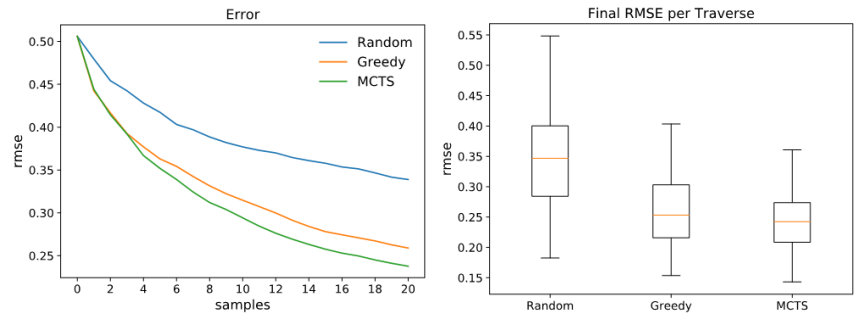 Error
0.50
0.45
0.40
0.35
0.30
0.25
rmse
0 2 4 6 8 10 12 14 16 18 20
samples
Random
Greedy
MCTS
Final RMSE per Traverse
0.55
0.50
0.45
0.40
0.35
0.30
0.25
0.20
0.15
rmse
Random Greedy MCTS